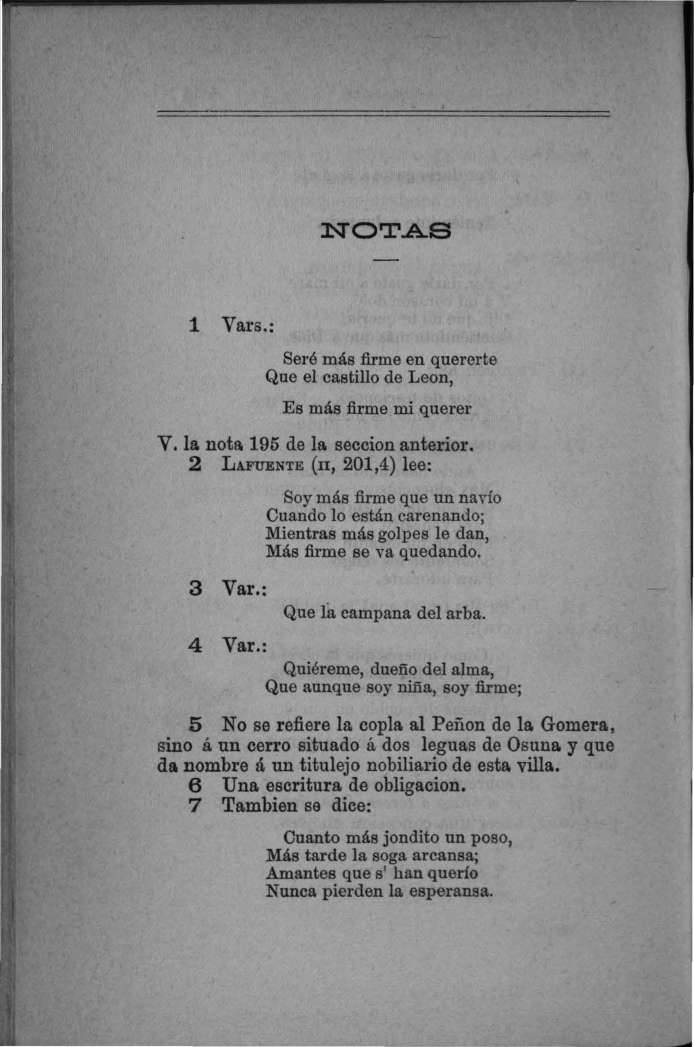 NOTAS
1 Vars.:
Seré más firme en quererte
Que el castillo de Leon,
Es más firme mi querer
V. la nota 195 de la seccion anterior.
2 LAFUENTE (II, 201,4) lee:
Soy más firme que un navío
Cuando lo están carenando;
Mientras más golpes le dan,
Más firme se va quedando.
3 Var.:
Que la campana del arba.
4 Var.:
Quiéreme, dueño del alma,
Que aunque soy niña, soy firme;
5 No se refiere la copla al Peñon de la Gomera,
sino á un cerro situado á dos leguas de Osuna y que
da nombre á un titulejo nobiliario de esta villa.
6 Una escritura de obligacion.
7 Tambien se dice:
Cuanto más jondito un poso,
Más tarde la soga arcansa;
Amantes que s' han querío
Nunca pierden la esperansa.